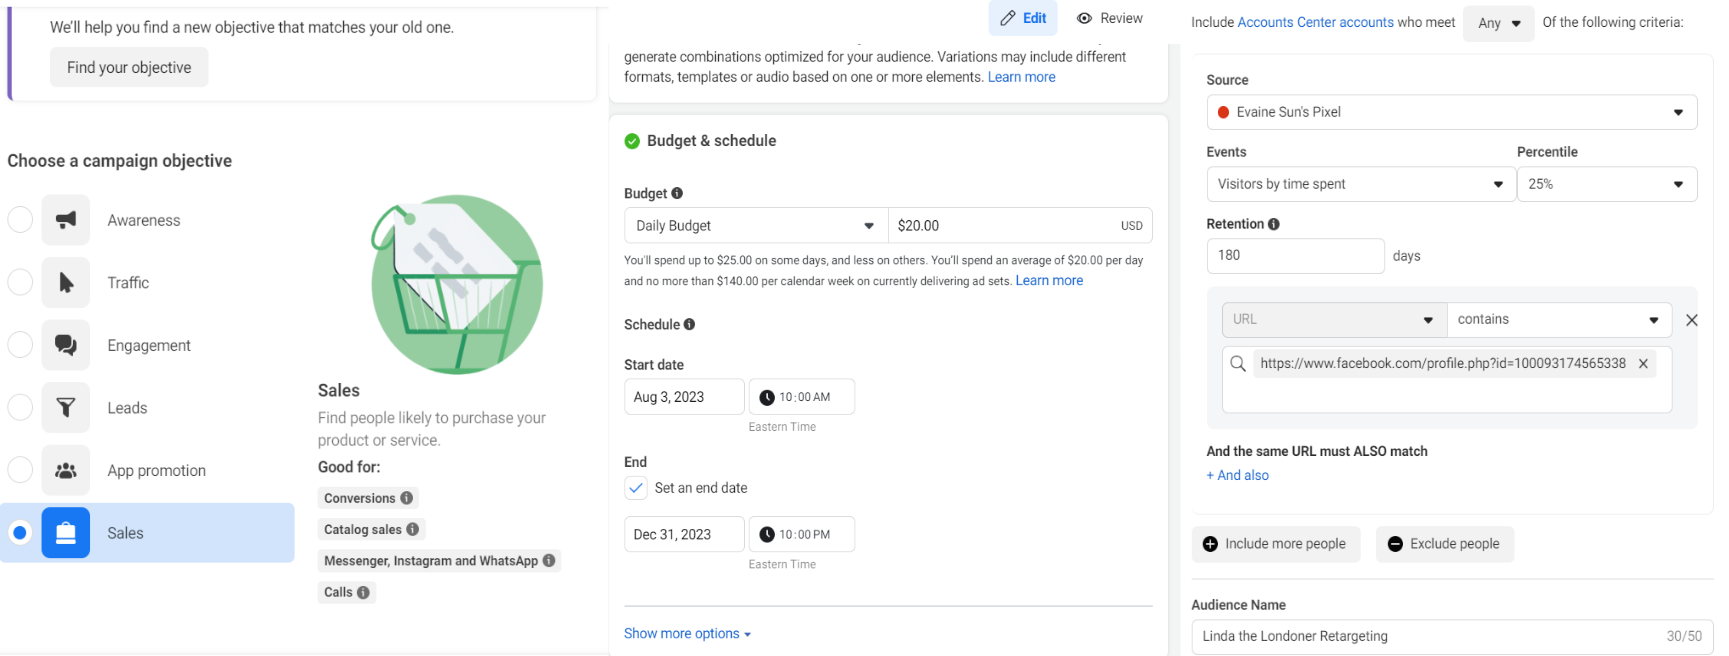 We'll help you find a new objective that matches your old one.
Find your objective
Choose a campaign objective
Awareness
Traffic
Engagement
Leads
App promotion
Sales
Sales
Find people likely to purchase your
product or service.
Good for:
Conversions
Catalog sales
Messenger, Instagram and WhatsApp
Calls
Edit
Review
generate combinations optimized for your audience. Variations may include different
formats, templates or audio based on one or more elements. Learn more
Budget & schedule
Budget
Daily Budget
$20.00
USD
You'll spend up to $25.00 on some days, and less on others. You'll spend an average of $20.00 per day
and no more than $140.00 per calendar week on currently delivering ad sets. Learn more
Schedule
Start date
Aug 3, 2023
10:00 AM
Eastern Time
End
Set an end date
Dec 31, 2023
10:00 PM
Eastern Time
Show more options
Include Accounts Center accounts who meet Any Of the following criteria:
Source
Evaine Sun's Pixel
Events
Percentile
Visitors by time spent
25%
Retention
180
days
URL
contains
https://www.facebook.com/profile.php?id=100093174565338
And the same URL must ALSO match
+ And also
Include more people
Exclude people
Audience Name
Linda the Londoner Retargeting
30/50